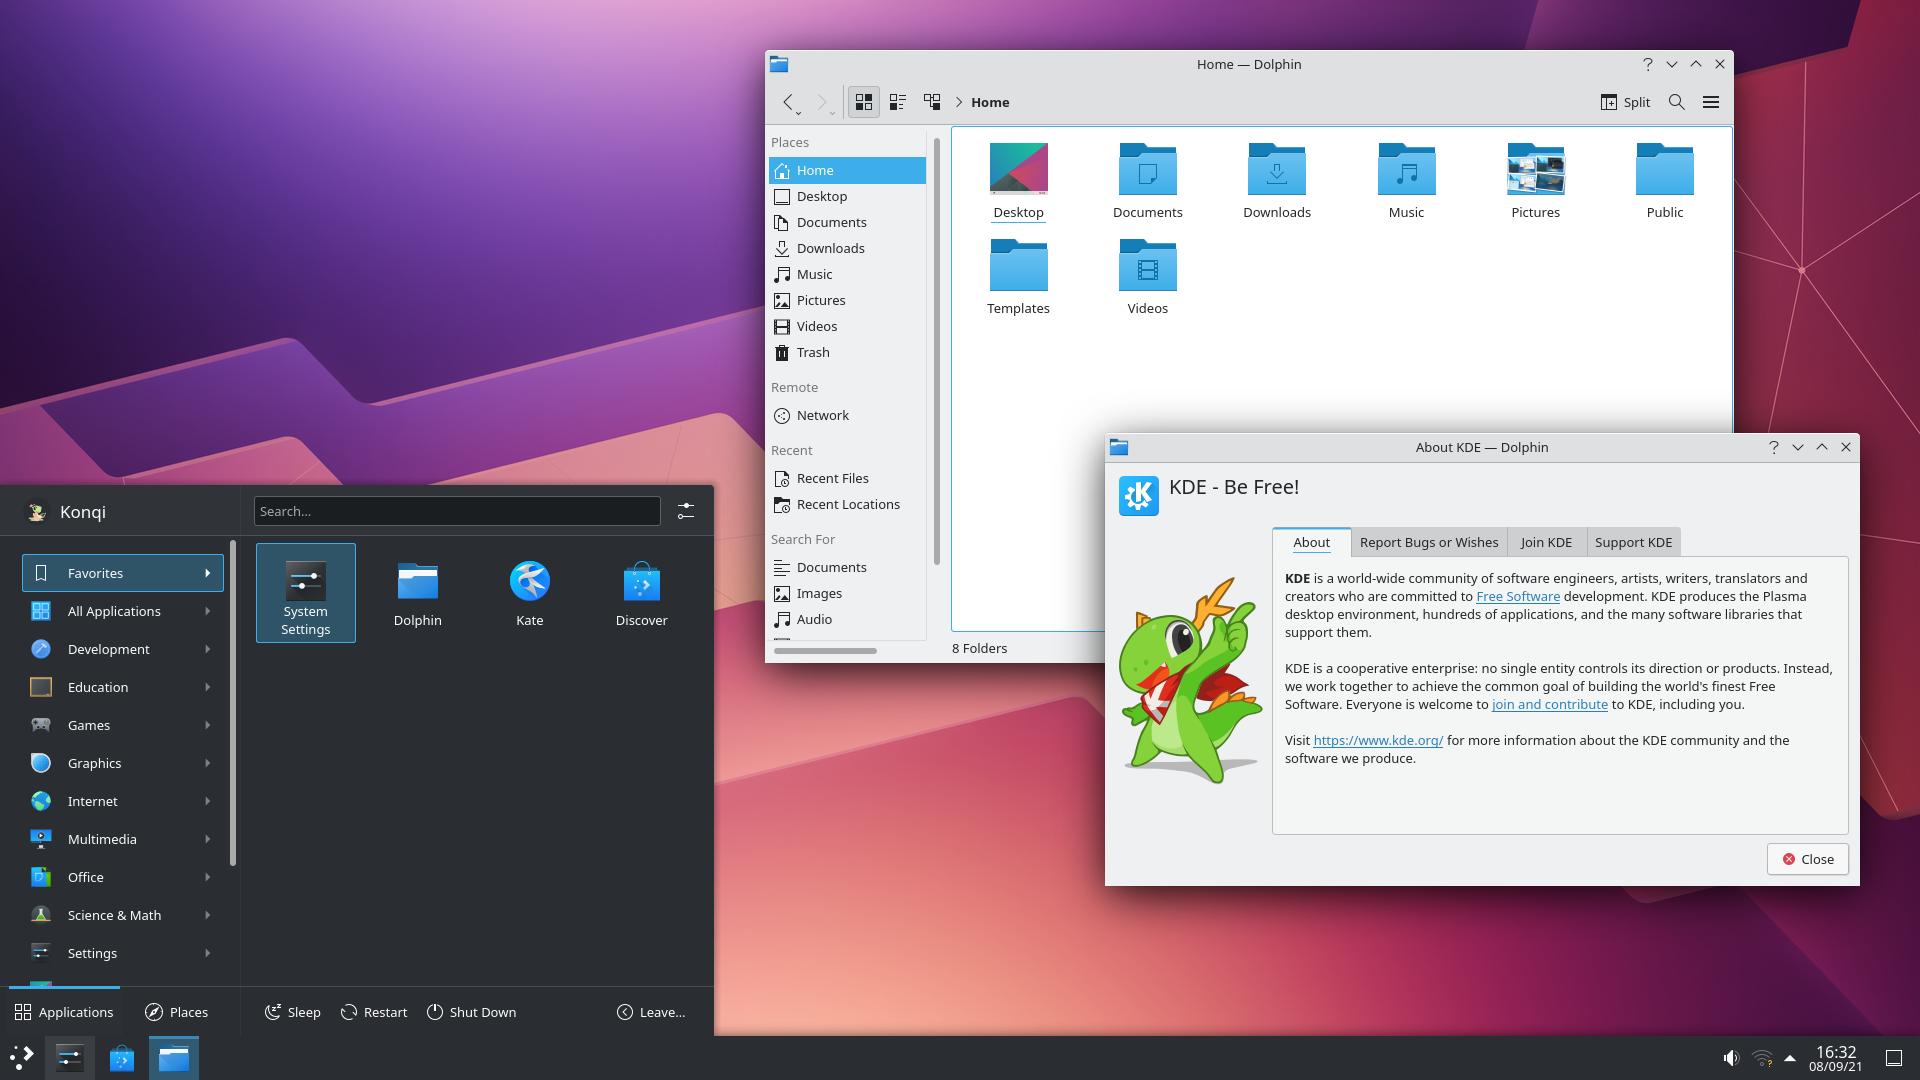 Home — Dolphin
Home
Split
Places
Home
Desktop
Documents
Downloads
Music
Pictures
Videos
Trash
Remote
Network
Recent
Recent Files
Recent Locations
Search For
Documents
Images
Audio
Desktop
Documents
Downloads
Music
Pictures
Public
Templates
Videos
8 Folders
About KDE — Dolphin
KDE - Be Free!
About
Report Bugs or Wishes
Join KDE
Support KDE
KDE is a world-wide community of software engineers, artists, writers, translators and
creators who are committed to Free Software development. KDE produces the Plasma
desktop environment, hundreds of applications, and the many software libraries that
support them.
KDE is a cooperative enterprise: no single entity controls its direction or products. Instead,
we work together to achieve the common goal of building the world's finest Free
Software. Everyone is welcome to join and contribute to KDE, including you.
Visit https://www.kde.org/ for more information about the KDE community and the
software we produce.
Close
Konqi
Search...
Favorites
All Applications
Development
Education
Games
Graphics
Internet
Multimedia
Office
Science & Math
Settings
System
Settings
Dolphin
Kate
Discover
Applications
Places
Sleep
Restart
Shut Down
Leave...
16:32
08/09/21